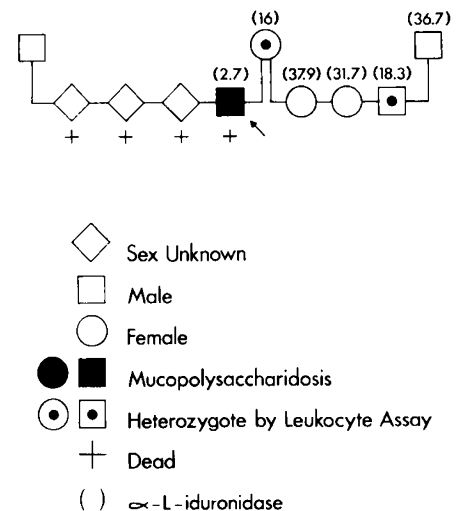 (16)
(36.7)
(2.7)
(37.9) (31.7) (18.3)
Sex Unknown
Male
Female
Mucopolysaccharidosis
Heterozygote by Leukocyte Assay
Dead
( ) ∝-L-iduronidase